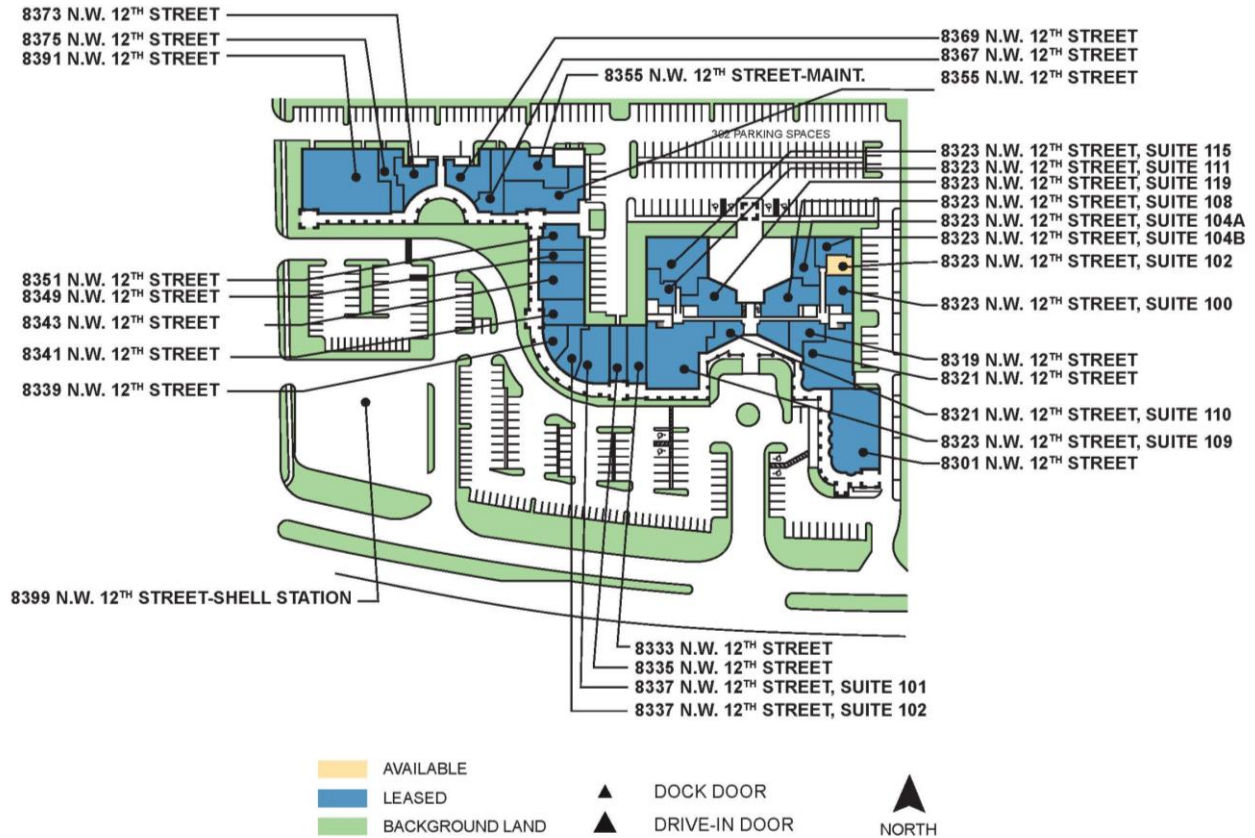 8373 N.W. 12TH STREET
8375 N.W. 12TH STREET
8391 N.W. 12TH STREET
8369 N.W. 12TH STREET
8367 N.W. 12TH STREET
8355 N.W. 12TH STREET-MAINT.
8355 N.W. 12TH STREET
302 PARKING SPACES
8323 N.W. 12TH STREET, SUITE 115
8323 N.W. 12TH STREET, SUITE 111
8323 N.W. 12TH STREET, SUITE 119
8323 N.W. 12TH STREET, SUITE 108
8323 N.W. 12TH STREET, SUITE 104A
8323 N.W. 12TH STREET, SUITE 104B
8323 N.W. 12TH STREET, SUITE 102
8323 N.W. 12TH STREET, SUITE 100
8351 N.W. 12TH STREET
8349 N.W. 12TH STREET
8343 N.W. 12TH STREET
8341 N.W. 12TH STREET
8339 N.W. 12TH STREET
8319 N.W. 12TH STREET
8321 N.W. 12TH STREET
8321 N.W. 12TH STREET, SUITE 110
8323 N.W. 12TH STREET, SUITE 109
8301 N.W. 12TH STREET
8399 N.W. 12TH STREET-SHELL STATION
8333 N.W. 12TH STREET
8335 N.W. 12TH STREET
8337 N.W. 12TH STREET, SUITE 101
8337 N.W. 12TH STREET, SUITE 102
AVAILABLE
LEASED
BACKGROUND LAND
DOCK DOOR
DRIVE-IN DOOR
NORTH